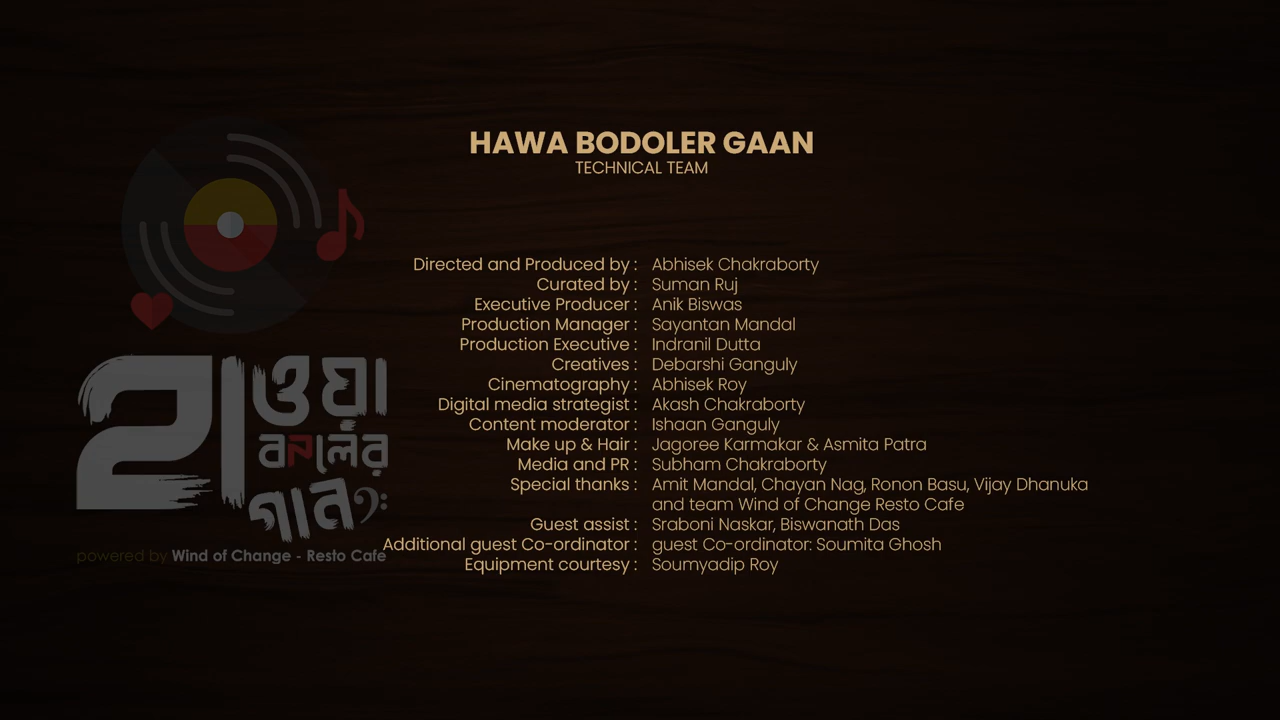 HAWA BODOLER GAAN
TECHNICAL TEAM
Directed and Produced by : Abhisek Chakraborty
Curated by : Suman Ruj
Executive Producer : Anik Biswas
Production Manager : Sayantan Mandal
Production Executive : Indranil Dutta
Creatives : Debarshi Ganguly
Cinematography : Abhisek Roy
Digital media strategist : Akash Chakraborty
Content moderator : Ishaan Ganguly
Make up & Hair : Jagoree Karmakar & Asmita Patra
Media and PR : Subham Chakraborty
Special thanks : Amit Mandal, Chayan Nag, Ronon Basu, Vijay Dhanuka
and team Wind of Change Resto Cafe
Guest assist : Sraboni Naskar, Biswanath Das
Additional guest Co-ordinator : guest Co-ordinator: Soumita Ghosh
Equipment courtesy : Soumyadip Roy
হাওয়া
বদলের
গান
powered by Wind of Change - Resto Cafe